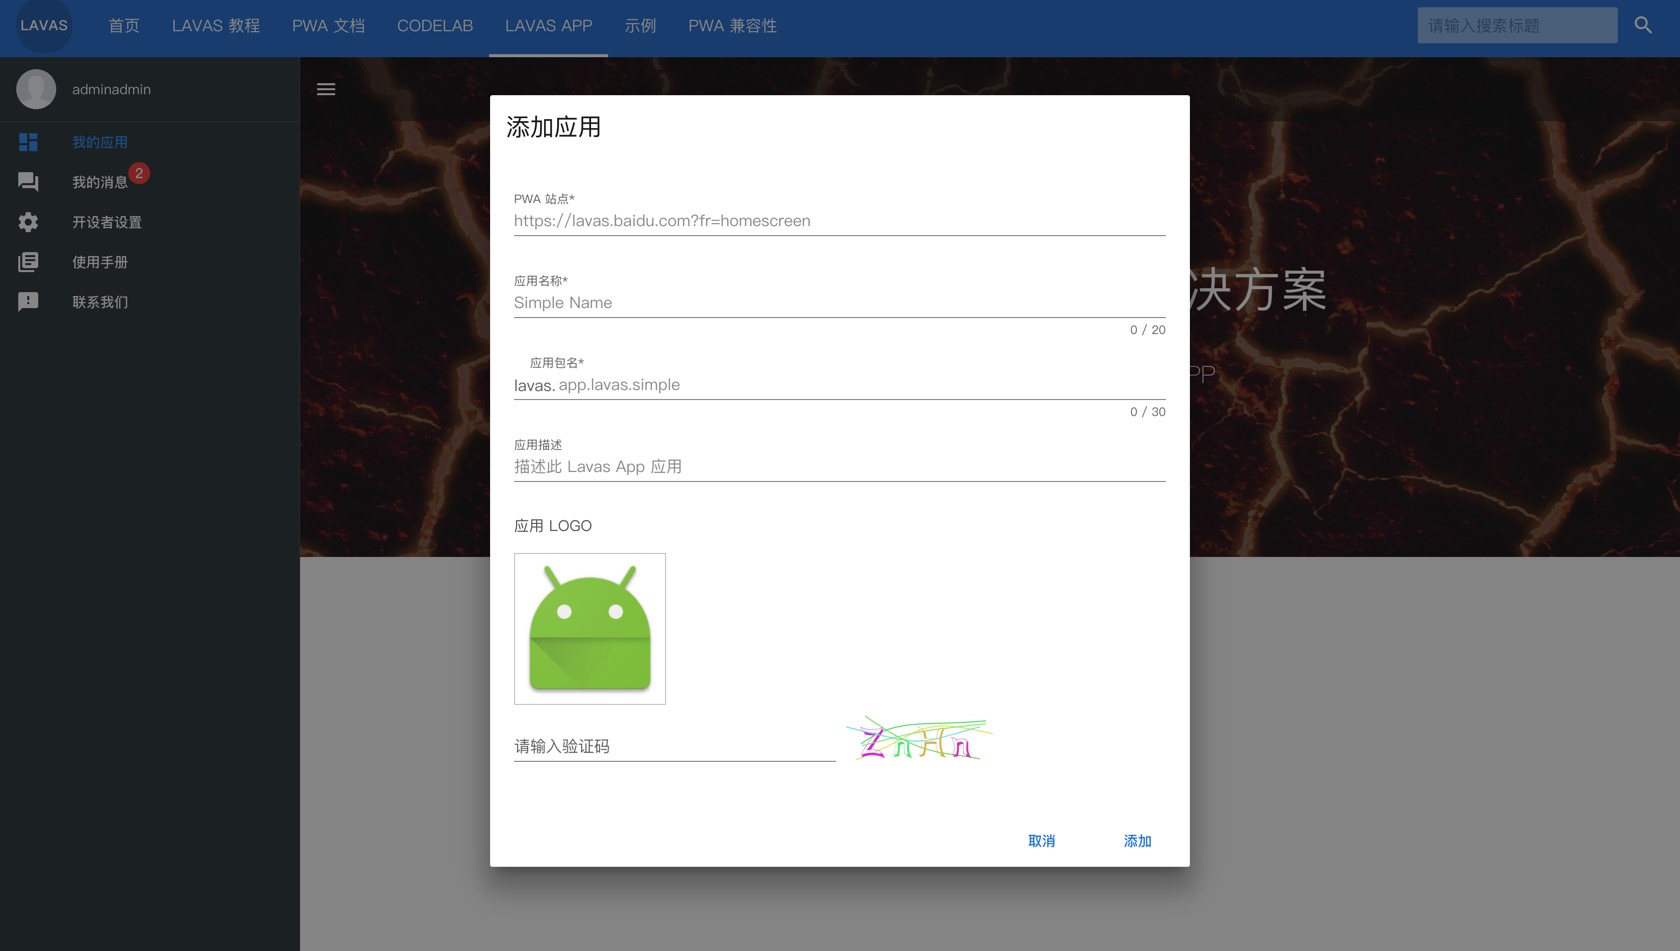 LAVAS 首页 LAVAS 教程 PWA 文档 CODELAB LAVAS APP 示例 PWA 兼容性 请输入搜索标题
adminadmin
我的应用
我的消息 2
开设者设置
使用手册
联系我们
决方案
PP
添加应用
PWA 站点*
https://lavas.baidu.com?fr=homescreen
应用名称*
Simple Name
0 / 20
应用包名*
lavas. app.lavas.simple
0 / 30
应用描述
描述此 Lavas App 应用
应用 LOGO
请输入验证码 ZnHn
取消 添加